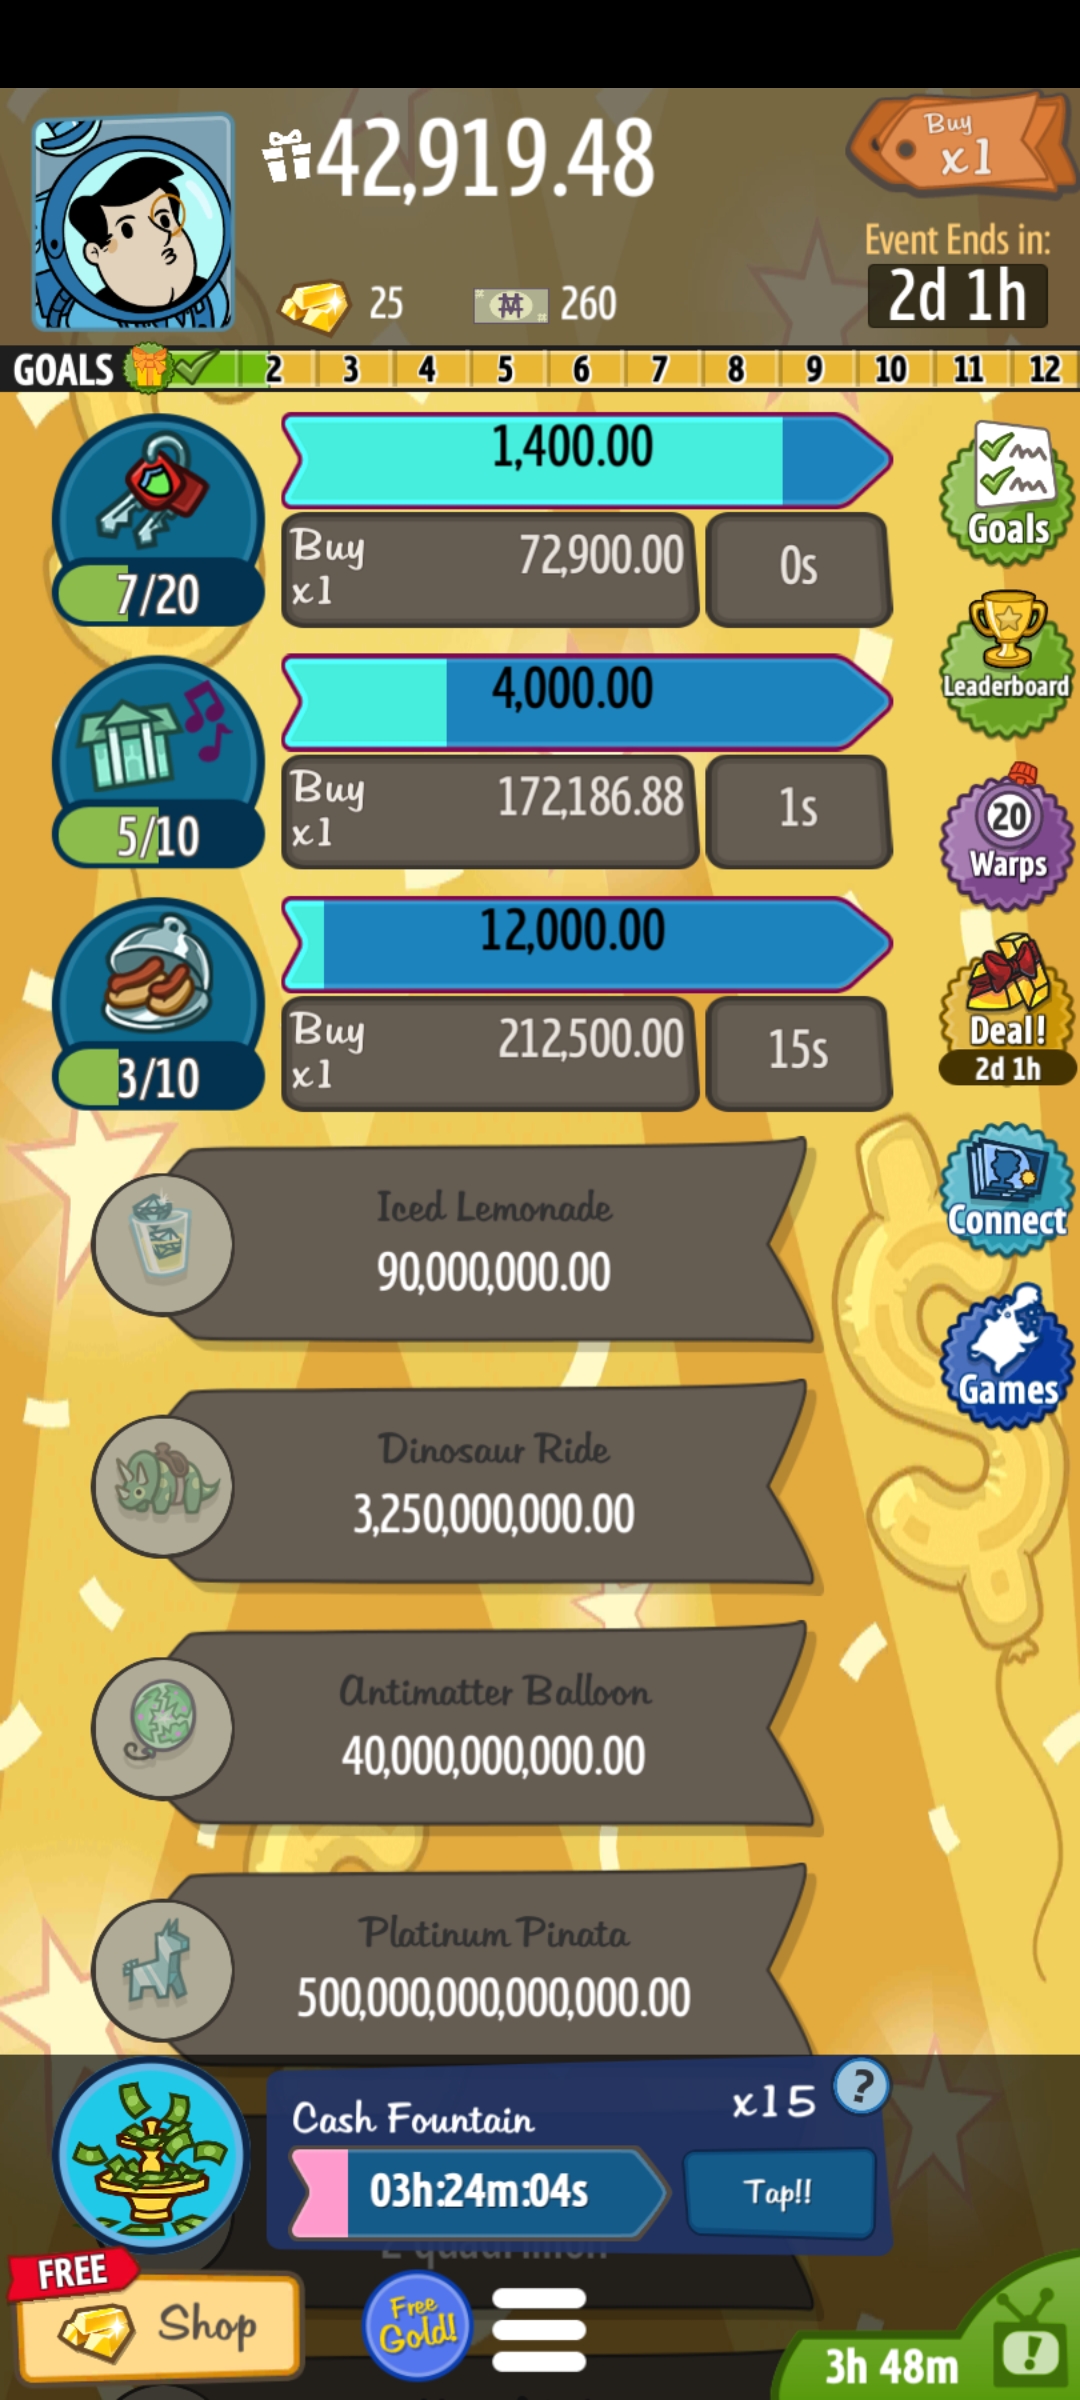 42,919.48
Buy
x1
Event Ends in:
2d 1h
25
260
GOALS 2 3 4 5 6 7 8 9 10 11 12
1,400.00
Buy
x1
72,900.00
0s
7/20
Goals
4,000.00
Buy
x1
172,186.88
1s
5/10
Leaderboard
20
Warps
12,000.00
Buy
x1
212,500.00
15s
3/10
Deal!
2d 1h
Iced Lemonade
90,000,000.00
Connect
Games
Dinosaur Ride
3,250,000,000.00
Antimatter Balloon
40,000,000,000.00
Platinum Pinata
500,000,000,000,000.00
Cash Fountain
x15
?
03h:24m:04s
Tap!!
FREE
Shop
Free
Gold!
3h 48m
!